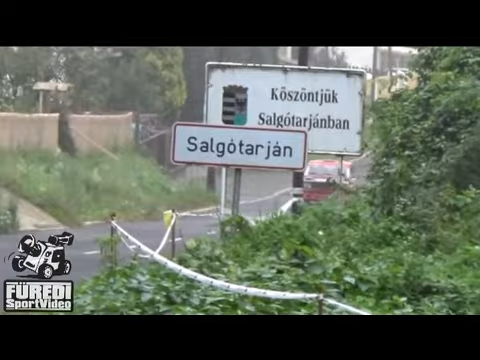 Köszöntjük
Salgótarjánban
Salgótarján
FÜREDI
SportVideo